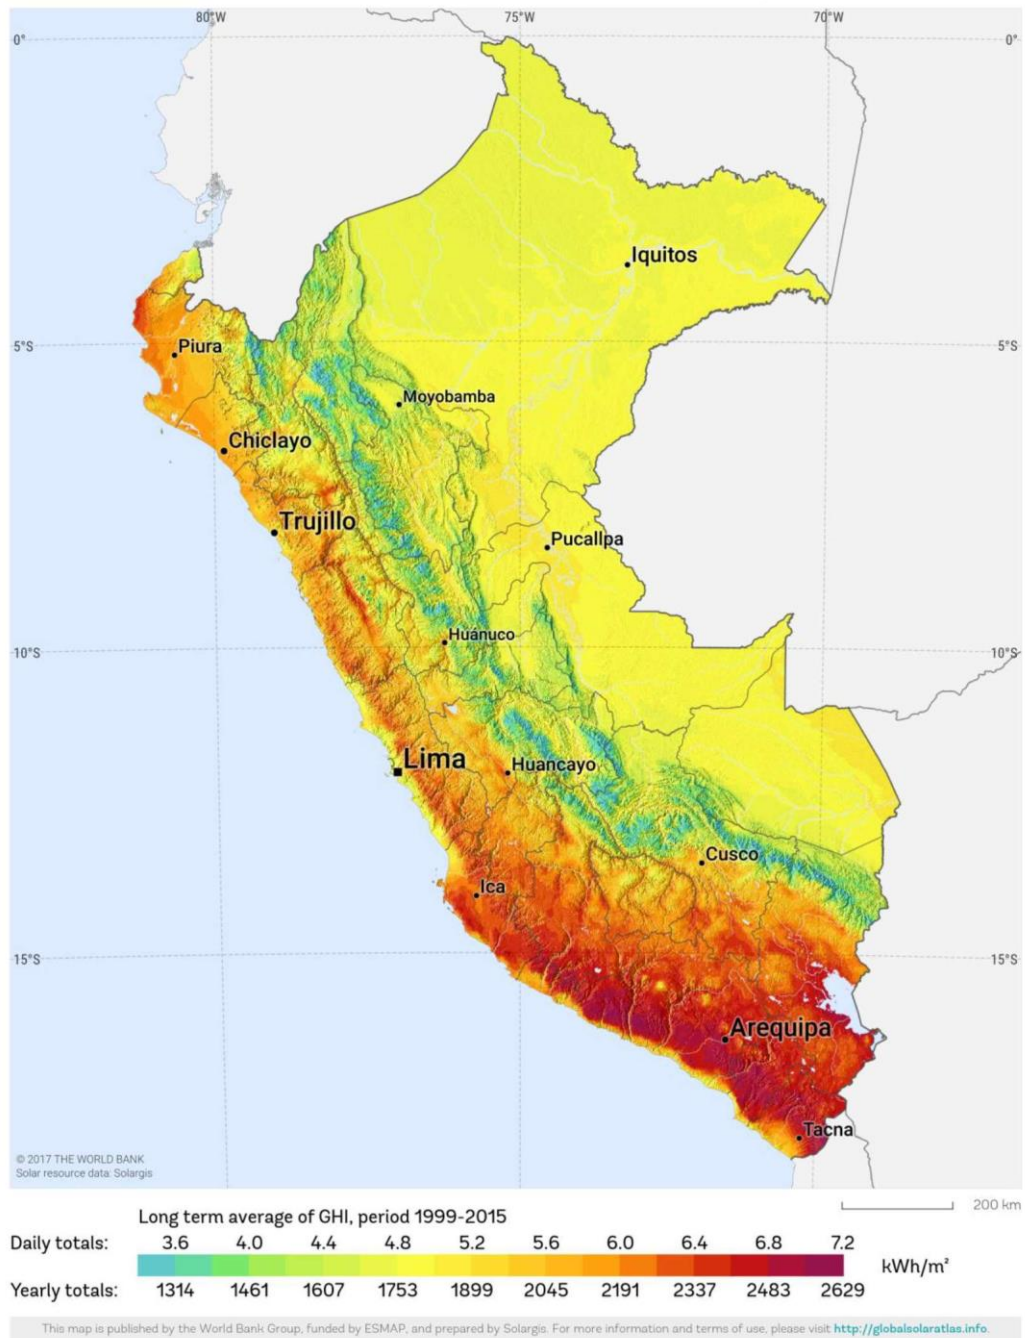 80°W 75°W 70°W
0° 0°
Iquitos
5°S 5°S
Piura
Moyobamba
Chiclayo
Trujillo
Pucallpa
Huánuco
10°S 10°S
Lima
Huancayo
Cusco
Ica
15°S 15°S
Arequipa
Tacna
© 2017 THE WORLD BANK
Solar resource data: Solargis
200 km
Long term average of GHI, period 1999-2015
Daily totals: 3.6 4.0 4.4 4.8 5.2 5.6 6.0 6.4 6.8 7.2
kWh/m²
Yearly totals: 1314 1461 1607 1753 1899 2045 2191 2337 2483 2629
This map is published by the World Bank Group, funded by ESMAP, and prepared by Solargis. For more information and terms of use, please visit http://globalsolaratlas.info.